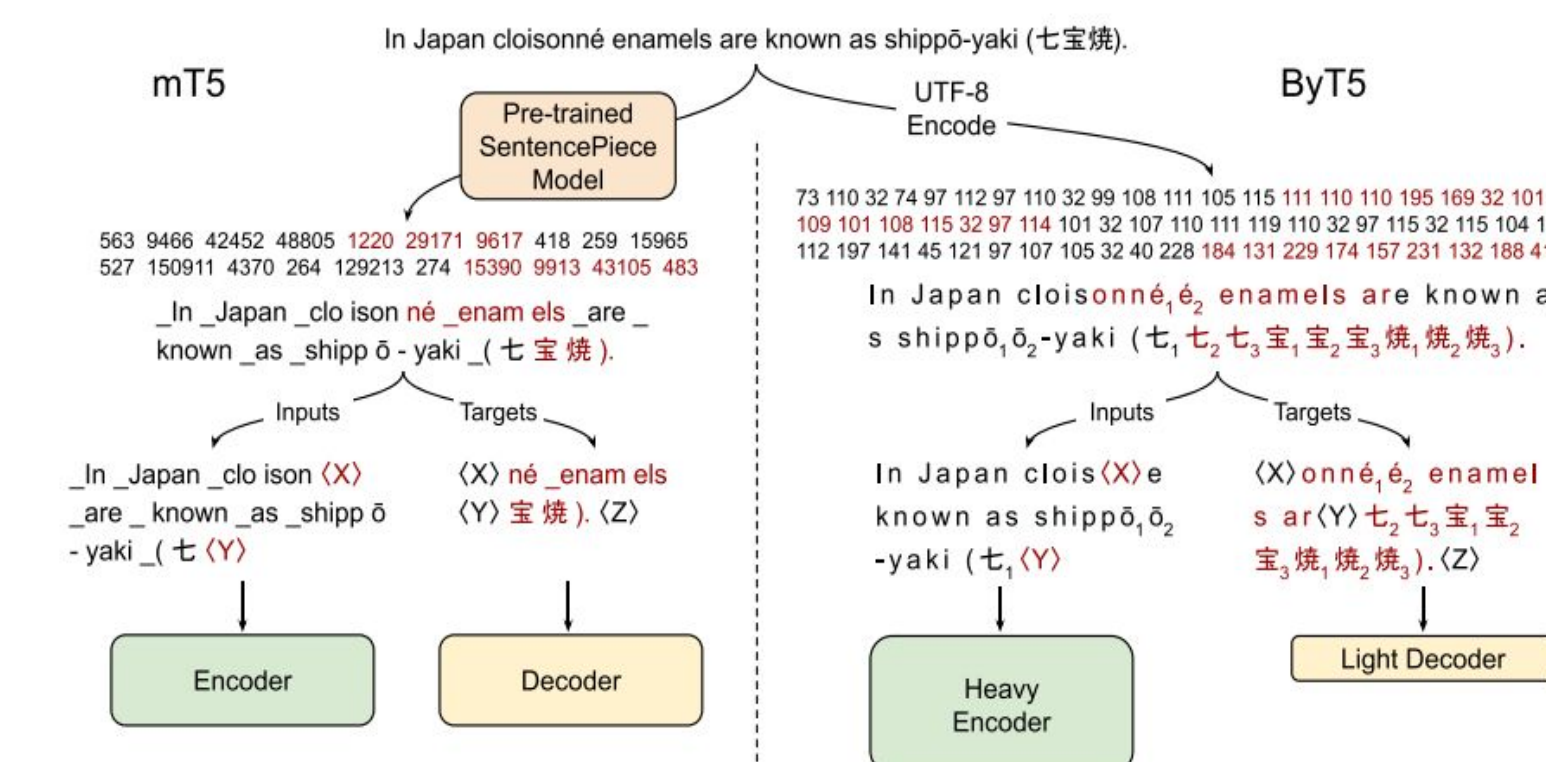 In Japan cloisonné enamels are known as shippō-yaki (七宝焼).
mT5
Pre-trained
SentencePiece
Model
563 9466 42452 48805 1220 29171 9617 418 259 15965
527 150911 4370 264 129213 274 15390 9913 43105 483
_In _Japan _clo ison né _enam els _are _
known _as _shipp ō - yaki _( 七 宝 焼 ).
Inputs
Targets
_In _Japan _clo ison 〈X〉
_are _ known _as _shipp ō
- yaki _( 七 〈Y〉
〈X〉 né _enam els
〈Y〉 宝 焼 ). 〈Z〉
Encoder
Decoder
UTF-8
Encode
ByT5
73 110 32 74 97 112 97 110 32 99 108 111 105 115 111 110 110 195 169 32 101
109 101 108 115 32 97 114 101 32 107 110 111 119 110 32 97 115 32 115 104 1
112 197 141 45 121 97 107 105 32 40 228 184 131 229 174 157 231 132 188 41
In Japan cloisonné₁é₂ enamels are known a
s shippō₁ō₂-yaki (七₁七₂七₃宝₁宝₂宝₃焼₁焼₂焼₃).
Inputs
Targets
In Japan clois〈X〉e
known as shippō₁ō₂
-yaki (七₁〈Y〉
〈X〉onné₁é₂ enamel
s ar〈Y〉七₂七₃宝₁宝₂
宝₃焼₁焼₂焼₃).〈Z〉
Heavy
Encoder
Light Decoder